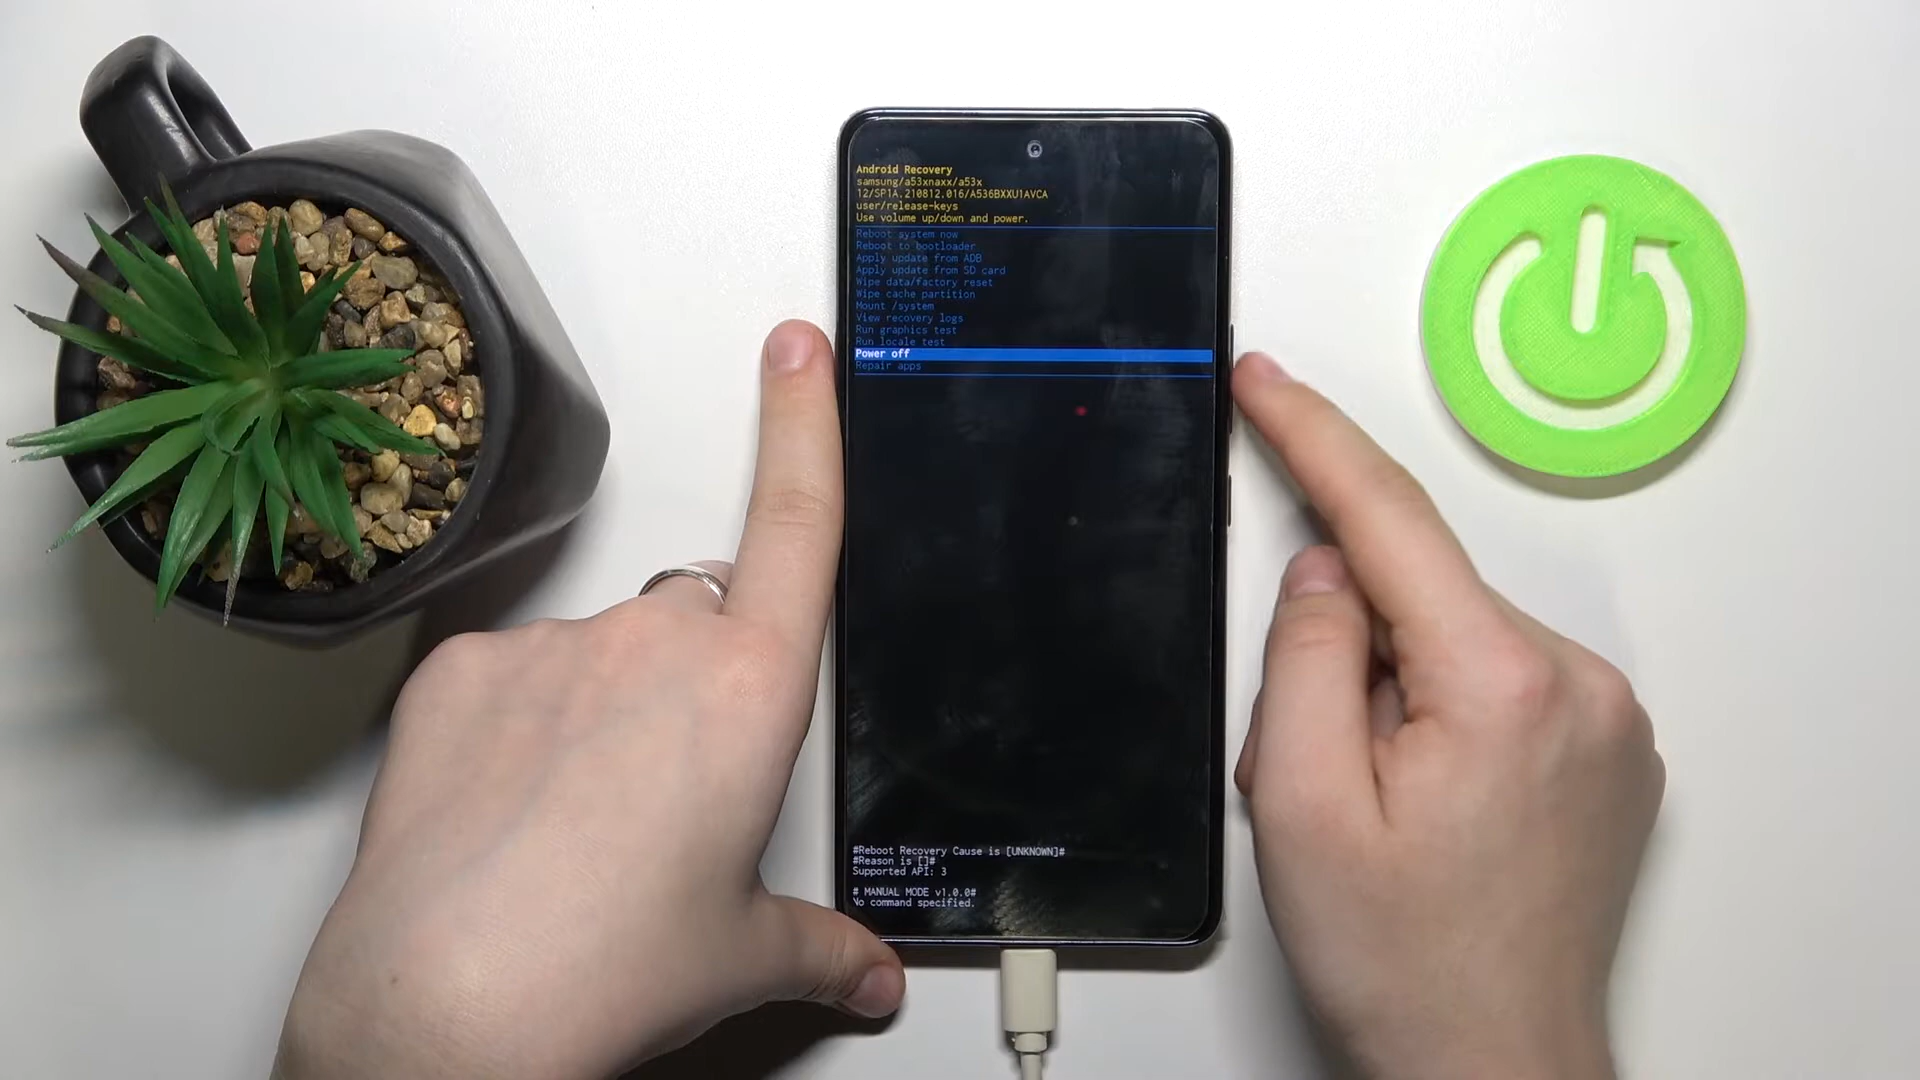 Android Recovery
samsung/a53xnaxx/a53x
12/SP1A.210812.016/A536BXXU1AVCA
user/release-keys
Use volume up/down and power.
Reboot system now
Reboot to bootloader
Apply update from ADB
Apply update from SD card
Wipe data/factory reset
Wipe cache partition
Mount /system
View recovery logs
Run graphics test
Run locale test
Power off
Repair apps
#Reboot Recovery Cause is [UNKNOWN]#
#Reason is []#
Supported API: 3
# MANUAL MODE v1.0.0#
No command specified.